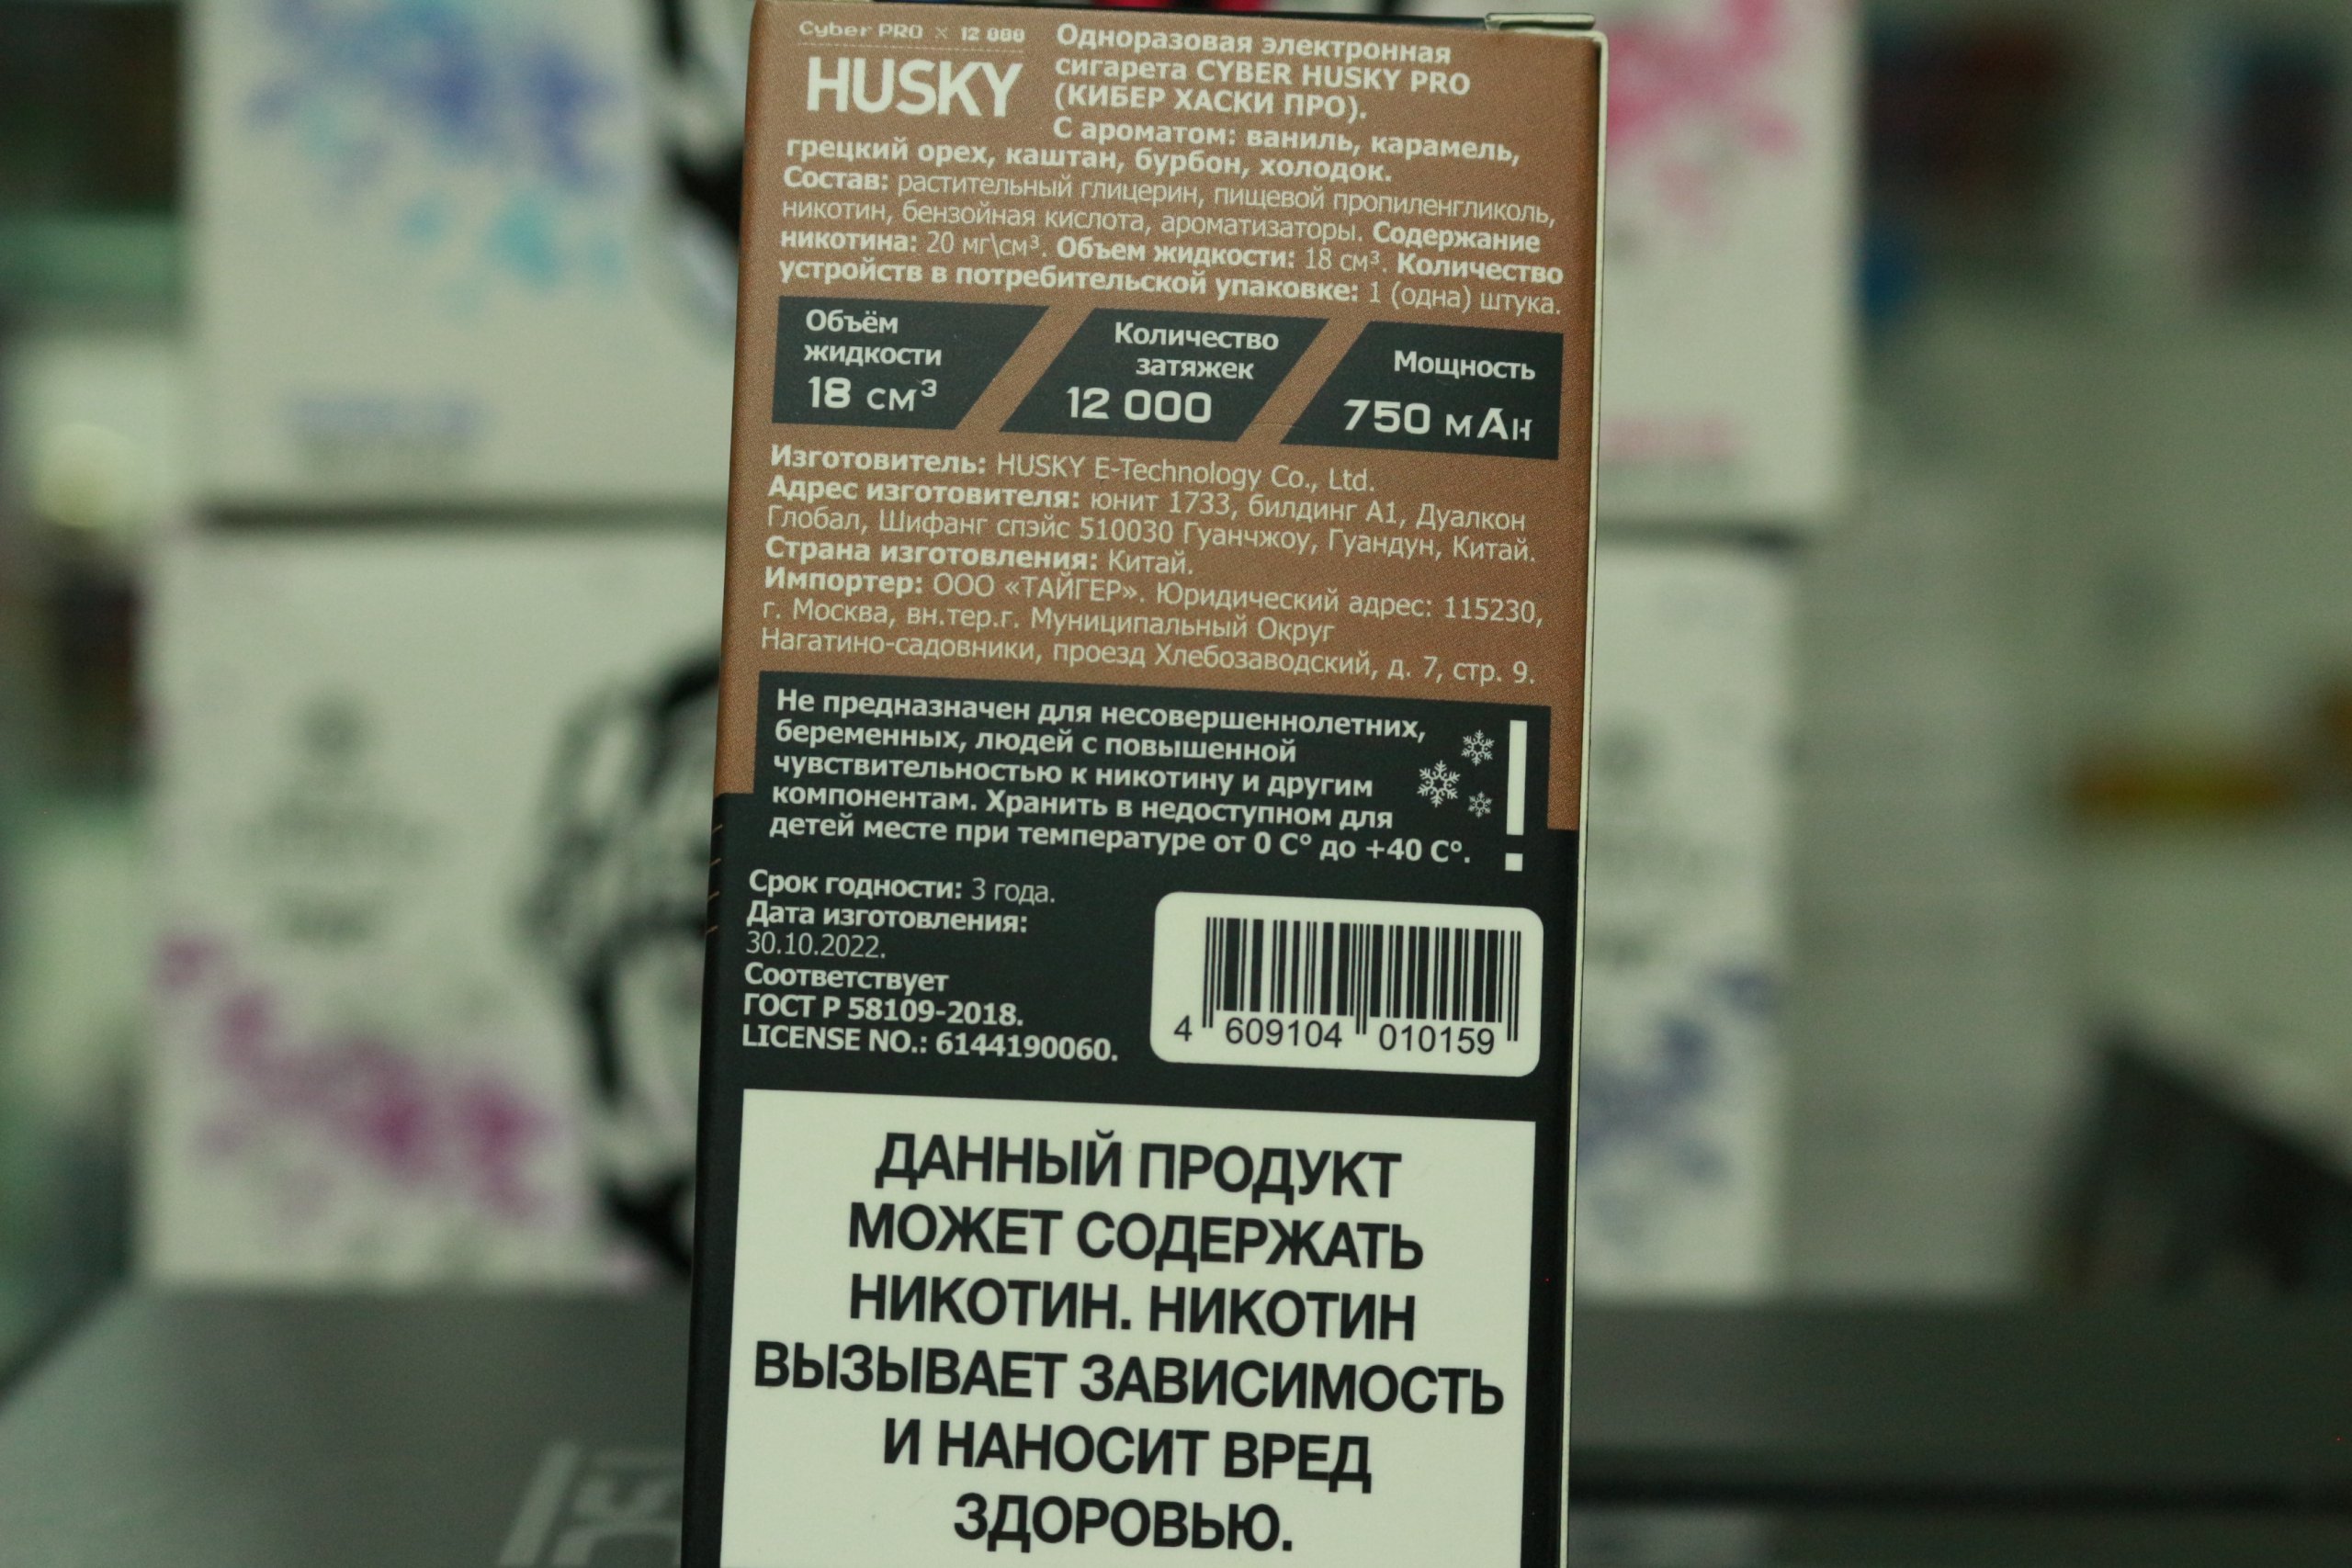 Cyber PRO × 12 000
HUSKY
Одноразовая электронная
сигарета CYBER HUSKY PRO
(КИБЕР ХАСКИ ПРО).
С ароматом: ваниль, карамель,
грецкий орех, каштан, бурбон, холодок.
Состав: растительный глицерин, пищевой пропиленгликоль,
никотин, бензойная кислота, ароматизаторы. Содержание
никотина: 20 мг\см³. Объем жидкости: 18 см³. Количество
устройств в потребительской упаковке: 1 (одна) штука.
Объём
жидкости
18 см³
Количество
затяжек
12 000
Мощность
750 мАн
Изготовитель: HUSKY E-Technology Co., Ltd.
Адрес изготовителя: юнит 1733, билдинг А1, Дуалкон
Глобал, Шифанг спэйс 510030 Гуанчжоу, Гуандун, Китай.
Страна изготовления: Китай.
Импортер: ООО «ТАЙГЕР». Юридический адрес: 115230,
г. Москва, вн.тер.г. Муниципальный Округ
Нагатино-садовники, проезд Хлебозаводский, д. 7, стр. 9.
Не предназначен для несовершеннолетних,
беременных, людей с повышенной
чувствительностью к никотину и другим
компонентам. Хранить в недоступном для
детей месте при температуре от 0 С° до +40 С°.
!
Срок годности: 3 года.
Дата изготовления:
30.10.2022.
Соответствует
ГОСТ Р 58109-2018.
LICENSE NO.: 6144190060.
4 609104 010159
ДАННЫЙ ПРОДУКТ
МОЖЕТ СОДЕРЖАТЬ
НИКОТИН. НИКОТИН
ВЫЗЫВАЕТ ЗАВИСИМОСТЬ
И НАНОСИТ ВРЕД
ЗДОРОВЬЮ.